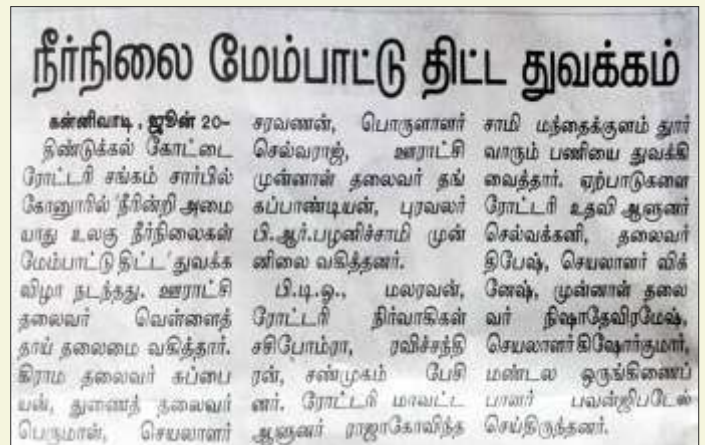 நீர்நிலை மேம்பாட்டு திட்ட துவக்கம்
கன்னிவாடி, ஜூன் 20–
திண்டுக்கல் கோட்டை
ரோட்டரி சங்கம் சார்பில்
கோனூரில் 'நீரின்றி அமை
யாது உலகு நீர்நிலைகள்
மேம்பாட்டு திட்ட' துவக்க
விழா நடந்தது. ஊராட்சி
தலைவர் வெள்ளைத்
தாய் தலைமை வகித்தார்.
கிராம தலைவர் சுப்பை
யன், துணைத் தலைவர்
பெருமாள், செயலாளர்
சரவணன், பொருளாளர்
செல்வராஜ், ஊராட்சி
முன்னாள் தலைவர் தங்
கப்பாண்டியன், புரவலர்
பி.ஆர்.பழனிச்சாமி முன்
னிலை வகித்தனர்.
பி.டி.ஓ., மலரவன்,
ரோட்டரி நிர்வாகிகள்
சசிபோம்ரா, ரவிச்சந்தி
ரன், சண்முகம் பேசி
னர். ரோட்டரி மாவட்ட
ஆளுனர் ராஜாகோவிந்த
சாமி மந்தைக்குளம் தூர்
வாரும் பணியை துவக்கி
வைத்தார். ஏற்பாடுகளை
ரோட்டரி உதவி ஆளுனர்
செல்வக்கனி, தலைவர்
திபேஷ், செயலாளர் விக்
னேஷ், முன்னாள் தலை
வர் நிஷாதேவிரமேஷ்,
செயலாளர்கிஷோர்குமார்,
மண்டல ஒருங்கிணைப்
பாளர் பவன்ஜிபடேல்
செய்திருந்தனர்.